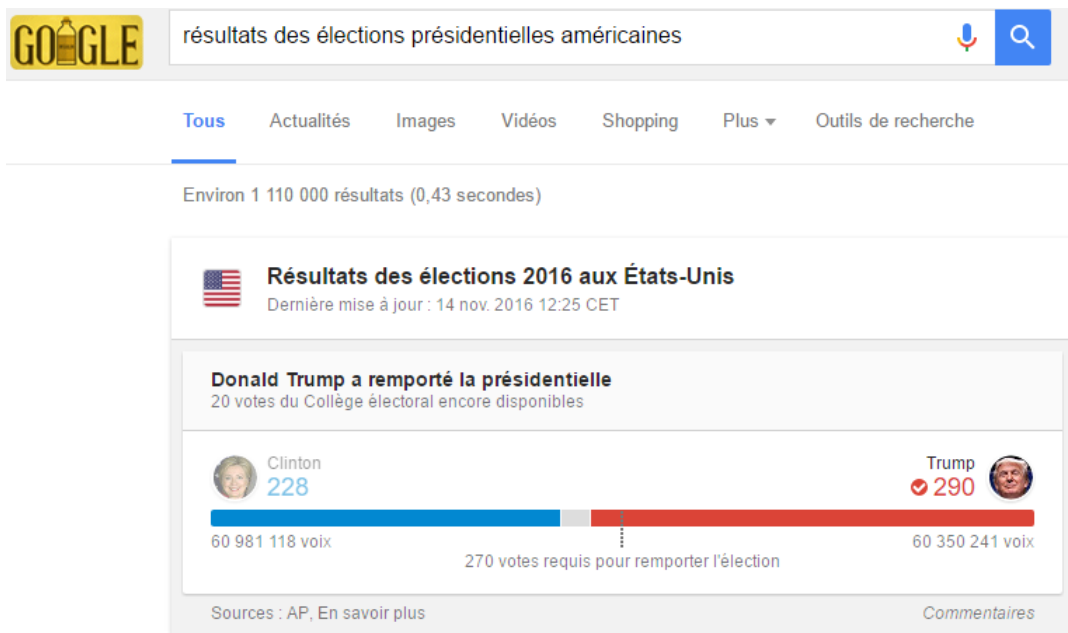 GOOGLE
résultats des élections présidentielles américaines
Tous Actualités Images Vidéos Shopping Plus Outils de recherche
Environ 1 110 000 résultats (0,43 secondes)
Résultats des élections 2016 aux États-Unis
Dernière mise à jour : 14 nov. 2016 12:25 CET
Donald Trump a remporté la présidentielle
20 votes du Collège électoral encore disponibles
Clinton Trump
228 290
60 981 118 voix 60 350 241 voix
270 votes requis pour remporter l'élection
Sources : AP, En savoir plus Commentaires